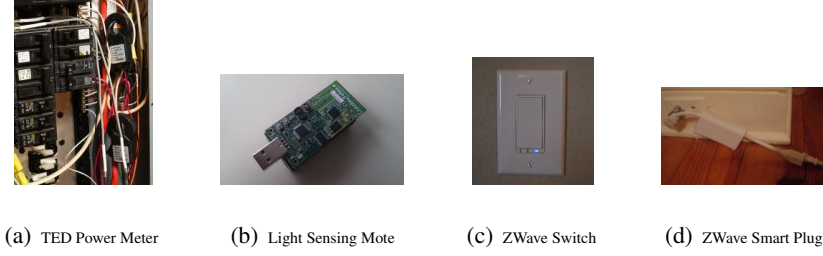 (a) TED Power Meter
(b) Light Sensing Mote
(c) ZWave Switch
(d) ZWave Smart Plug